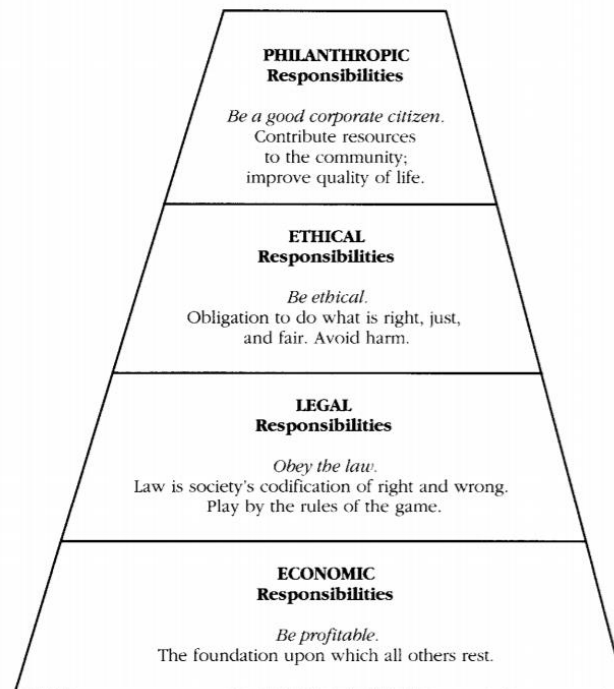 PHILANTHROPIC
Responsibilities
Be a good corporate citizen.
Contribute resources
to the community;
improve quality of life.
ETHICAL
Responsibilities
Be ethical.
Obligation to do what is right, just,
and fair. Avoid harm.
LEGAL
Responsibilities
Obey the law.
Law is society's codification of right and wrong.
Play by the rules of the game.
ECONOMIC
Responsibilities
Be profitable.
The foundation upon which all others rest.